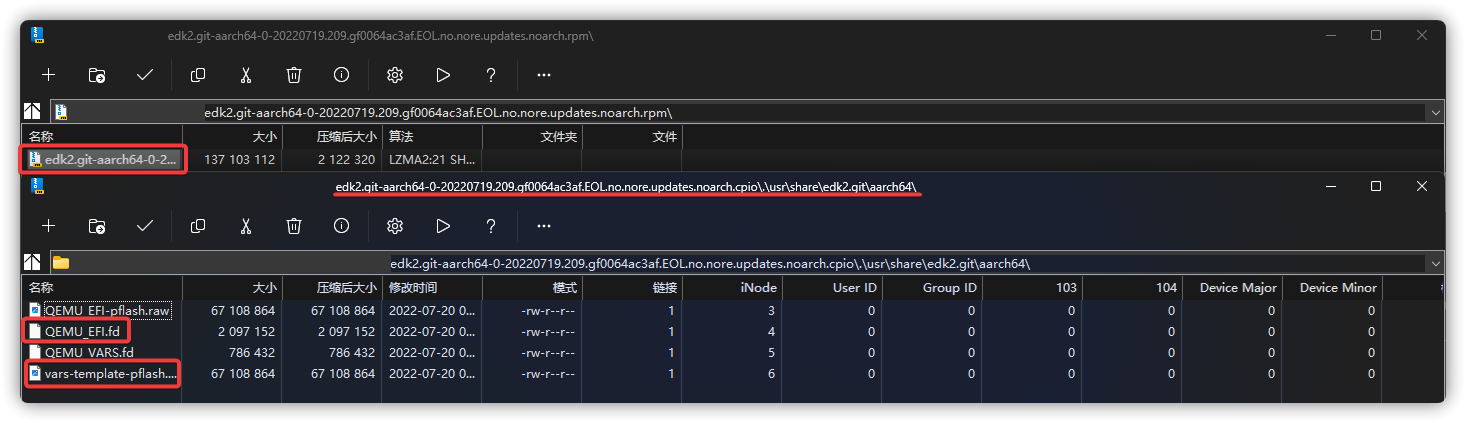 edk2.git-aarch64-0-20220719.209.gf0064ac3af.EOL.no.nore.updates.noarch.rpm\
edk2.git-aarch64-0-20220719.209.gf0064ac3af.EOL.no.nore.updates.noarch.rpm\
名称 大小 压缩后大小 算法 文件夹 文件
edk2.git-aarch64-0-2... 137 103 112 2 122 320 LZMA2:21 SH...
edk2.git-aarch64-0-20220719.209.gf0064ac3af.EOL.no.nore.updates.noarch.cpio\.\usr\share\edk2.git\aarch64\
edk2.git-aarch64-0-20220719.209.gf0064ac3af.EOL.no.nore.updates.noarch.cpio\.\usr\share\edk2.git\aarch64\
名称 大小 压缩后大小 修改时间 模式 链接 iNode User ID Group ID 103 104 Device Major Device Minor
QEMU_EFI-pflash.raw 67 108 864 67 108 864 2022-07-20 0... -rw-r--r-- 1 3 0 0 0 0 0 0
QEMU_EFI.fd 2 097 152 2 097 152 2022-07-20 0... -rw-r--r-- 1 4 0 0 0 0 0 0
QEMU_VARS.fd 786 432 786 432 2022-07-20 0... -rw-r--r-- 1 5 0 0 0 0 0 0
vars-template-pflash.... 67 108 864 67 108 864 2022-07-20 0... -rw-r--r-- 1 6 0 0 0 0 0 0